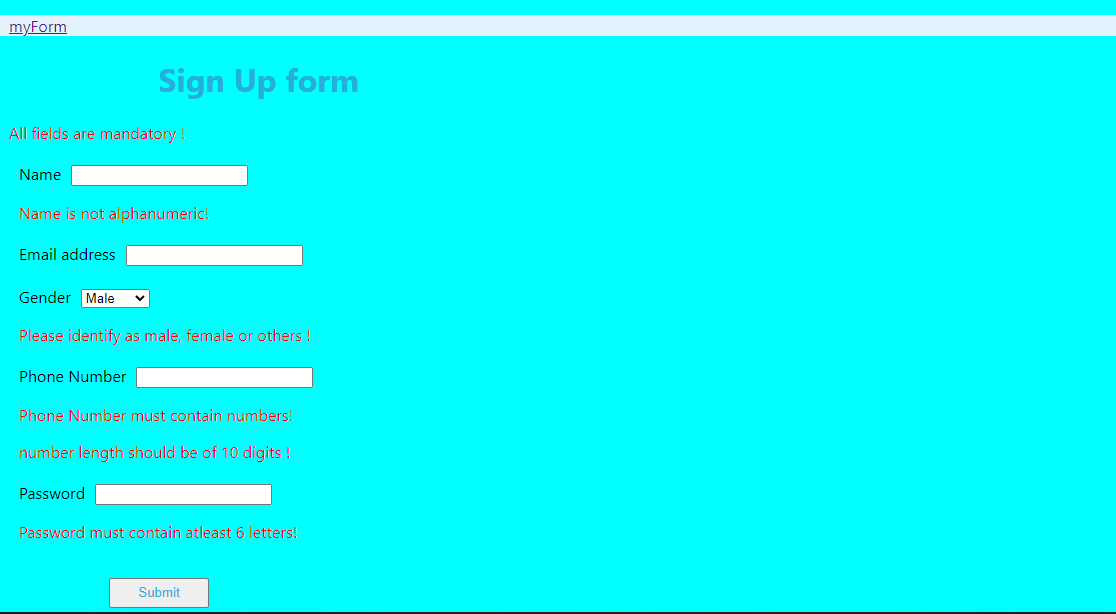 myForm
Sign Up form
All fields are mandatory !
Name
Name is not alphanumeric!
Email address
Gender Male
Please identify as male, female or others !
Phone Number
Phone Number must contain numbers!
number length should be of 10 digits !
Password
Password must contain atleast 6 letters!
Submit